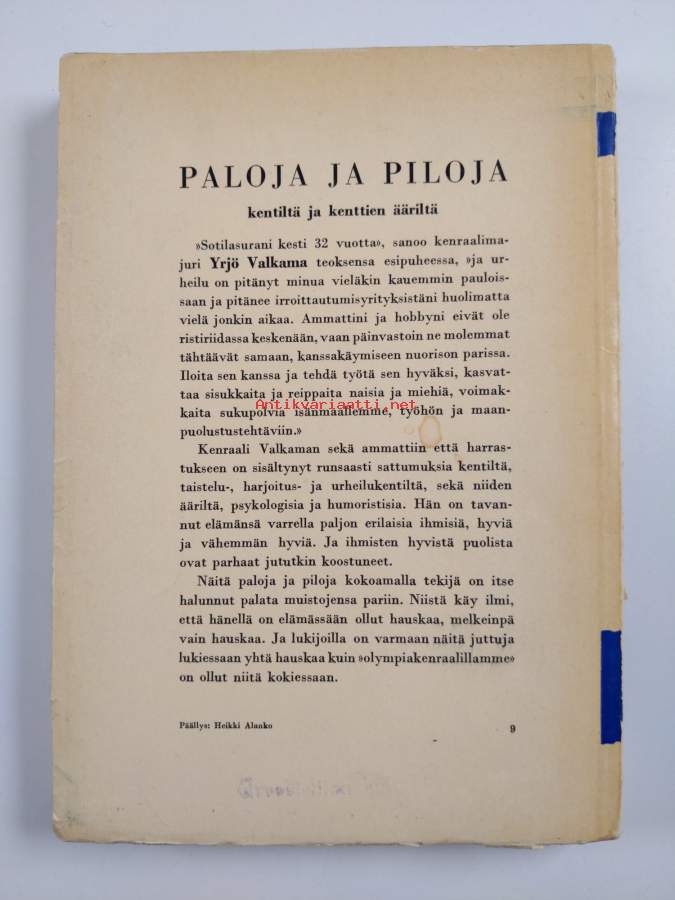 PALOJA JA PILOJA
kentiltä ja kenttien ääriltä
»Sotilasurani kesti 32 vuotta», sanoo kenraalima-
juri Yrjö Valkama teoksensa esipuheessa, »ja ur-
heilu on pitänyt minua vieläkin kauemmin paulois-
saan ja pitänee irroittautumisyrityksistäni huolimatta
vielä jonkin aikaa. Ammattini ja hobbyni eivät ole
ristiriidassa keskenään, vaan päinvastoin ne molemmat
tähtäävät samaan, kanssakäymiseen nuorison parissa.
Iloita sen kanssa ja tehdä työtä sen hyväksi, kasvat-
taa sisukkaita ja reippaita naisia ja miehiä, voimak-
Antikvariaatti.net
kaita sukupolvia isänmaallemme, työhön ja maan-
puolustustehtäviin.»
Kenraali Valkaman sekä ammattiin että harras-
tukseen on sisältynyt runsaasti sattumuksia kentiltä,
taistelu-, harjoitus- ja urheilukentiltä, sekä niiden
ääriltä, psykologisia ja humoristisia. Hän on tavan-
nut elämänsä varrella paljon erilaisia ihmisiä, hyviä
ja vähemmän hyviä. Ja ihmisten hyvistä puolista
ovat parhaat jututkin koostuneet.
Näitä paloja ja piloja kokoamalla tekijä on itse
halunnut palata muistojensa pariin. Niistä käy ilmi,
että hänellä on elämässään ollut hauskaa, melkeinpä
vain hauskaa. Ja lukijoilla on varmaan näitä juttuja
lukiessaan yhtä hauskaa kuin »olympiakenraalillamme»
on ollut niitä kokiessaan.
Päällys: Heikki Alanko
9